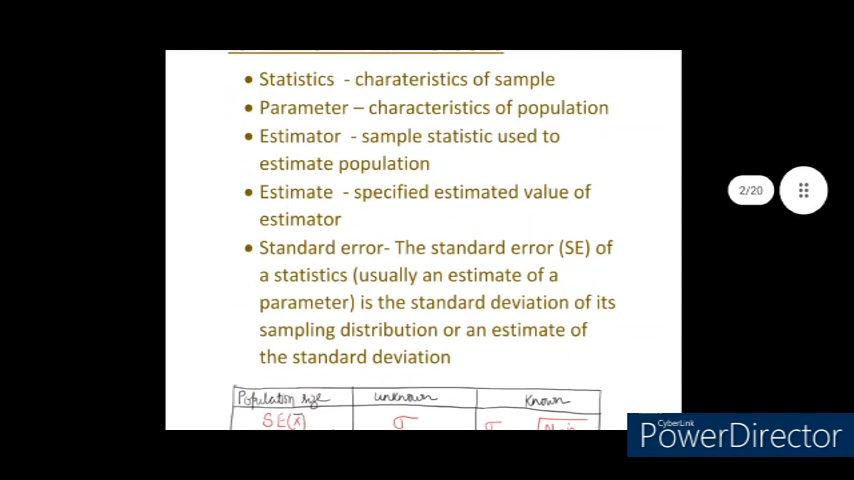 • Statistics - charateristics of sample
• Parameter – characteristics of population
• Estimator - sample statistic used to
estimate population
• Estimate - specified estimated value of
estimator
• Standard error- The standard error (SE) of
a statistics (usually an estimate of a
parameter) is the standard deviation of its
sampling distribution or an estimate of
the standard deviation
Population size unknown Known
SE(x̅) σ σ
2/20
CyberLink
PowerDirector